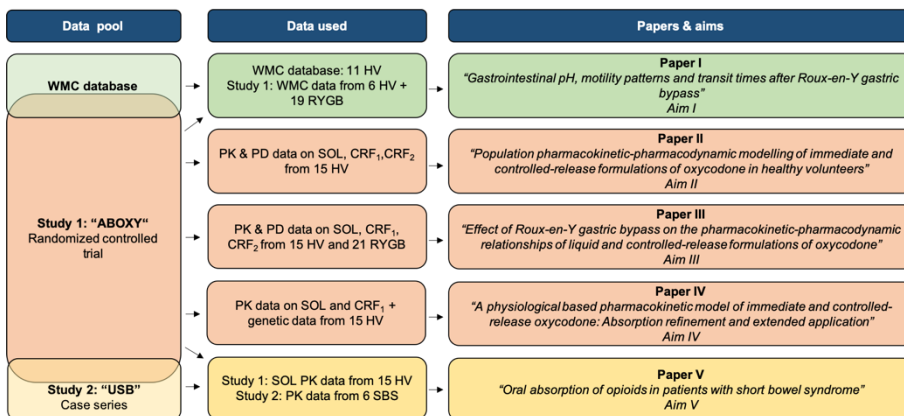 Data pool
Data used
Papers & aims
WMC database
WMC database: 11 HV
Study 1: WMC data from 6 HV +
19 RYGB
Paper I
“Gastrointestinal pH, motility patterns and transit times after Roux-en-Y gastric
bypass”
Aim I
Study 1: “ABOXY“
Randomized controlled
trial
PK & PD data on SOL, CRF₁,CRF₂
from 15 HV
Paper II
“Population pharmacokinetic-pharmacodynamic modelling of immediate and
controlled-release formulations of oxycodone in healthy volunteers”
Aim II
PK & PD data on SOL, CRF₁,
CRF₂ from 15 HV and 21 RYGB
Paper III
“Effect of Roux-en-Y gastric bypass on the pharmacokinetic-pharmacodynamic
relationships of liquid and controlled-release formulations of oxycodone”
Aim III
PK data on SOL and CRF₁ +
genetic data from 15 HV
Paper IV
“A physiological based pharmacokinetic model of immediate and controlled-
release oxycodone: Absorption refinement and extended application”
Aim IV
Study 2: “USB”
Case series
Study 1: SOL PK data from 15 HV
Study 2: PK data from 6 SBS
Paper V
“Oral absorption of opioids in patients with short bowel syndrome”
Aim V